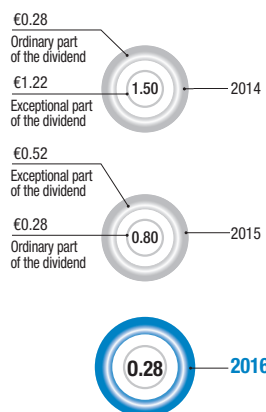 €0.28
Ordinary part
of the dividend
€1.22
Exceptional part
of the dividend
1.50
2014
€0.52
Exceptional part
of the dividend
€0.28
Ordinary part
of the dividend
0.80
2015
0.28
2016